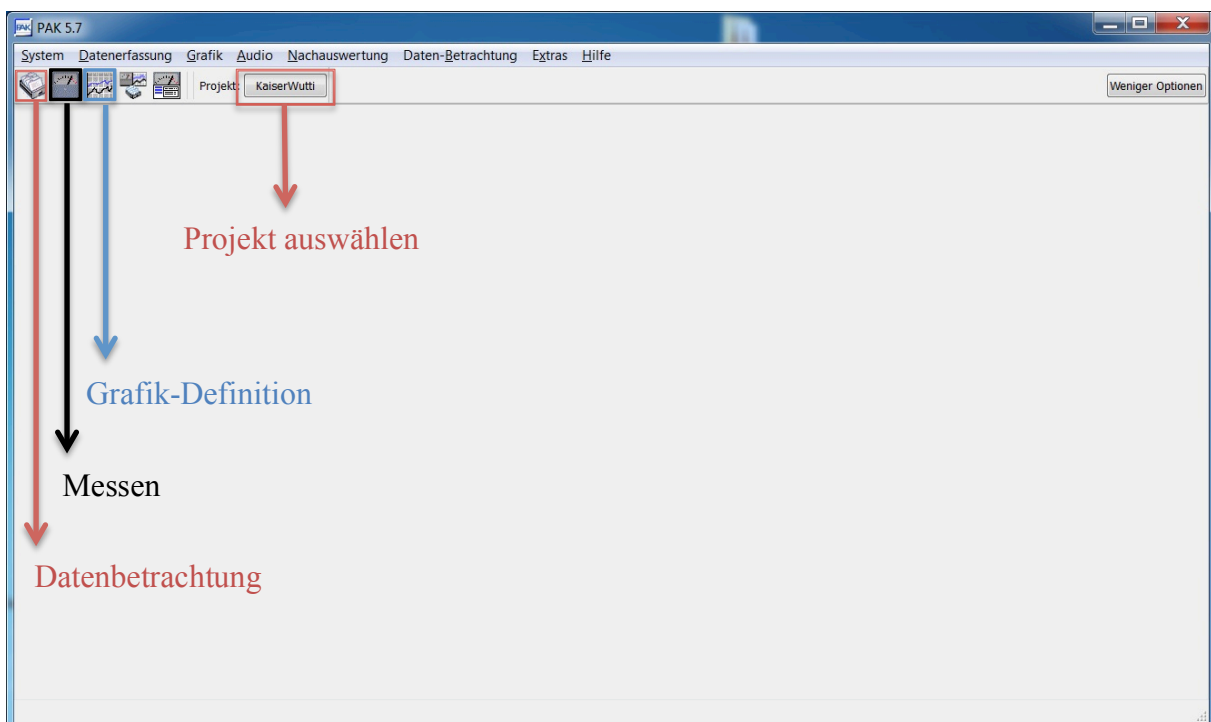 PAK PAK 5.7
System Datenerfassung Grafik Audio Nachauswertung Daten-Betrachtung Extras Hilfe
Projekt: KaiserWutti Weniger Optionen
Projekt auswählen
Grafik-Definition
Messen
Datenbetrachtung